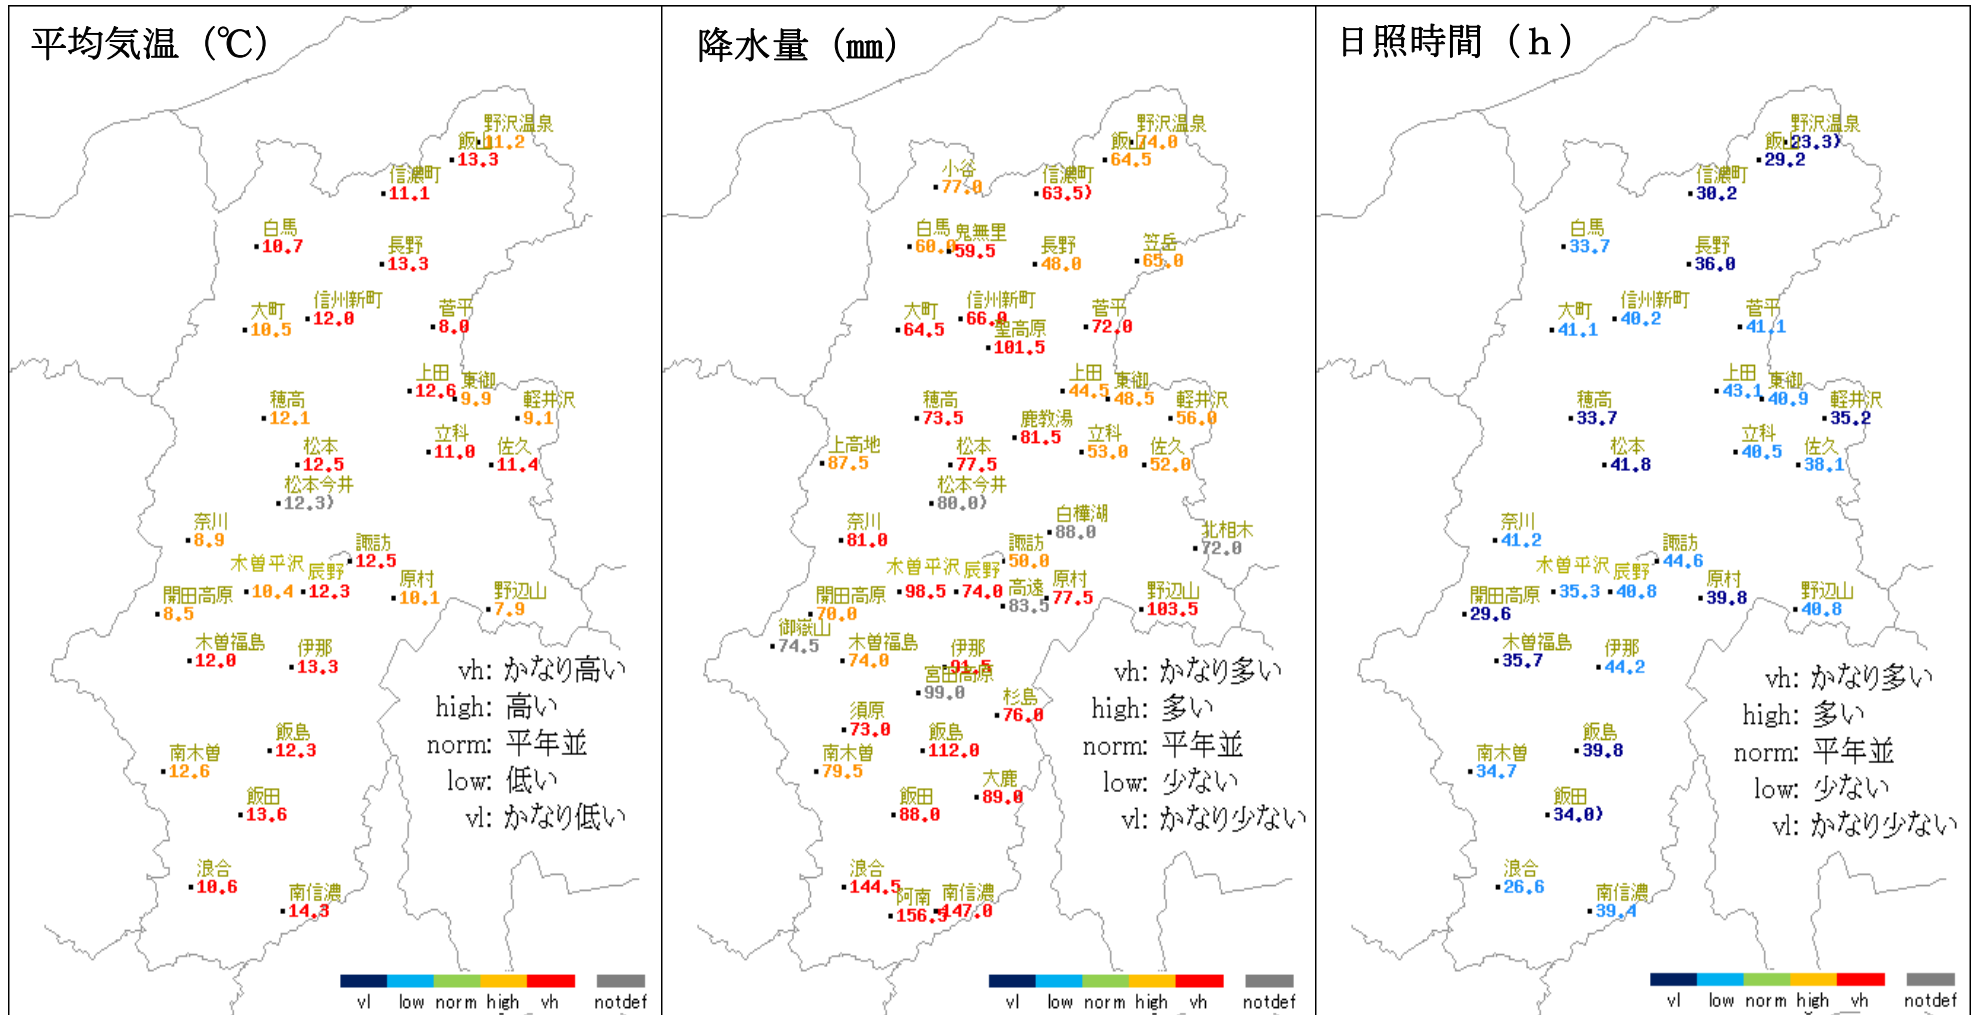 平均気温 (℃)
野沢温泉
11.2
飯山
13.3
信濃町
11.1
白馬
10.7
長野
13.3
大町
10.5
信州新町
12.0
菅平
8.0
上田
12.6
東御
9.9
穂高
12.1
軽井沢
9.1
松本
12.5
立科
11.0
佐久
11.4
松本今井
12.3)
奈川
8.9
諏訪
12.5
木曽平沢
10.4
辰野
12.3
原村
10.1
開田高原
8.5
野辺山
7.9
木曽福島
12.0
伊那
13.3
飯島
12.3
南木曽
12.6
飯田
13.6
浪合
10.6
南信濃
14.3
vh: かなり高い
high: 高い
norm: 平年並
low: 低い
vl: かなり低い
vl low norm high vh notdef
降水量 (㎜)
野沢温泉
74.0
飯山
64.5
小谷
77.0
信濃町
63.5)
白馬
60.0
鬼無里
59.5
長野
48.0
笠岳
65.0
大町
64.5
信州新町
66.0
菅平
72.0
聖高原
101.5
上田
44.5
東御
48.5
穂高
73.5
軽井沢
56.0
鹿教湯
81.5
上高地
87.5
松本
77.5
立科
53.0
佐久
52.0
松本今井
80.0)
奈川
81.0
白樺湖
88.0
北相木
72.0
諏訪
50.0
木曽平沢
98.5
辰野
74.0
高遠
83.5
原村
77.5
開田高原
70.0
野辺山
103.5
御嶽山
74.5
木曽福島
74.0
伊那
91.5
宮田高原
99.0
杉島
76.0
須原
73.0
飯島
112.0
南木曽
79.5
大鹿
89.0
飯田
88.0
浪合
144.5
阿南
156.5
南信濃
147.0
vh: かなり多い
high: 多い
norm: 平年並
low: 少ない
vl: かなり少ない
vl low norm high vh notdef
日照時間 (ｈ)
野沢温泉
23.3)
飯山
29.2
信濃町
30.2
白馬
33.7
長野
36.0
大町
41.1
信州新町
40.2
菅平
41.1
上田
43.1
東御
40.9
穂高
33.7
軽井沢
35.2
松本
41.8
立科
40.5
佐久
38.1
奈川
41.2
諏訪
44.6
木曽平沢
35.3
辰野
40.8
原村
39.8
開田高原
29.6
野辺山
40.8
木曽福島
35.7
伊那
44.2
飯島
39.8
南木曽
34.7
飯田
34.0)
浪合
26.6
南信濃
39.4
vh: かなり多い
high: 多い
norm: 平年並
low: 少ない
vl: かなり少ない
vl low norm high vh notdef